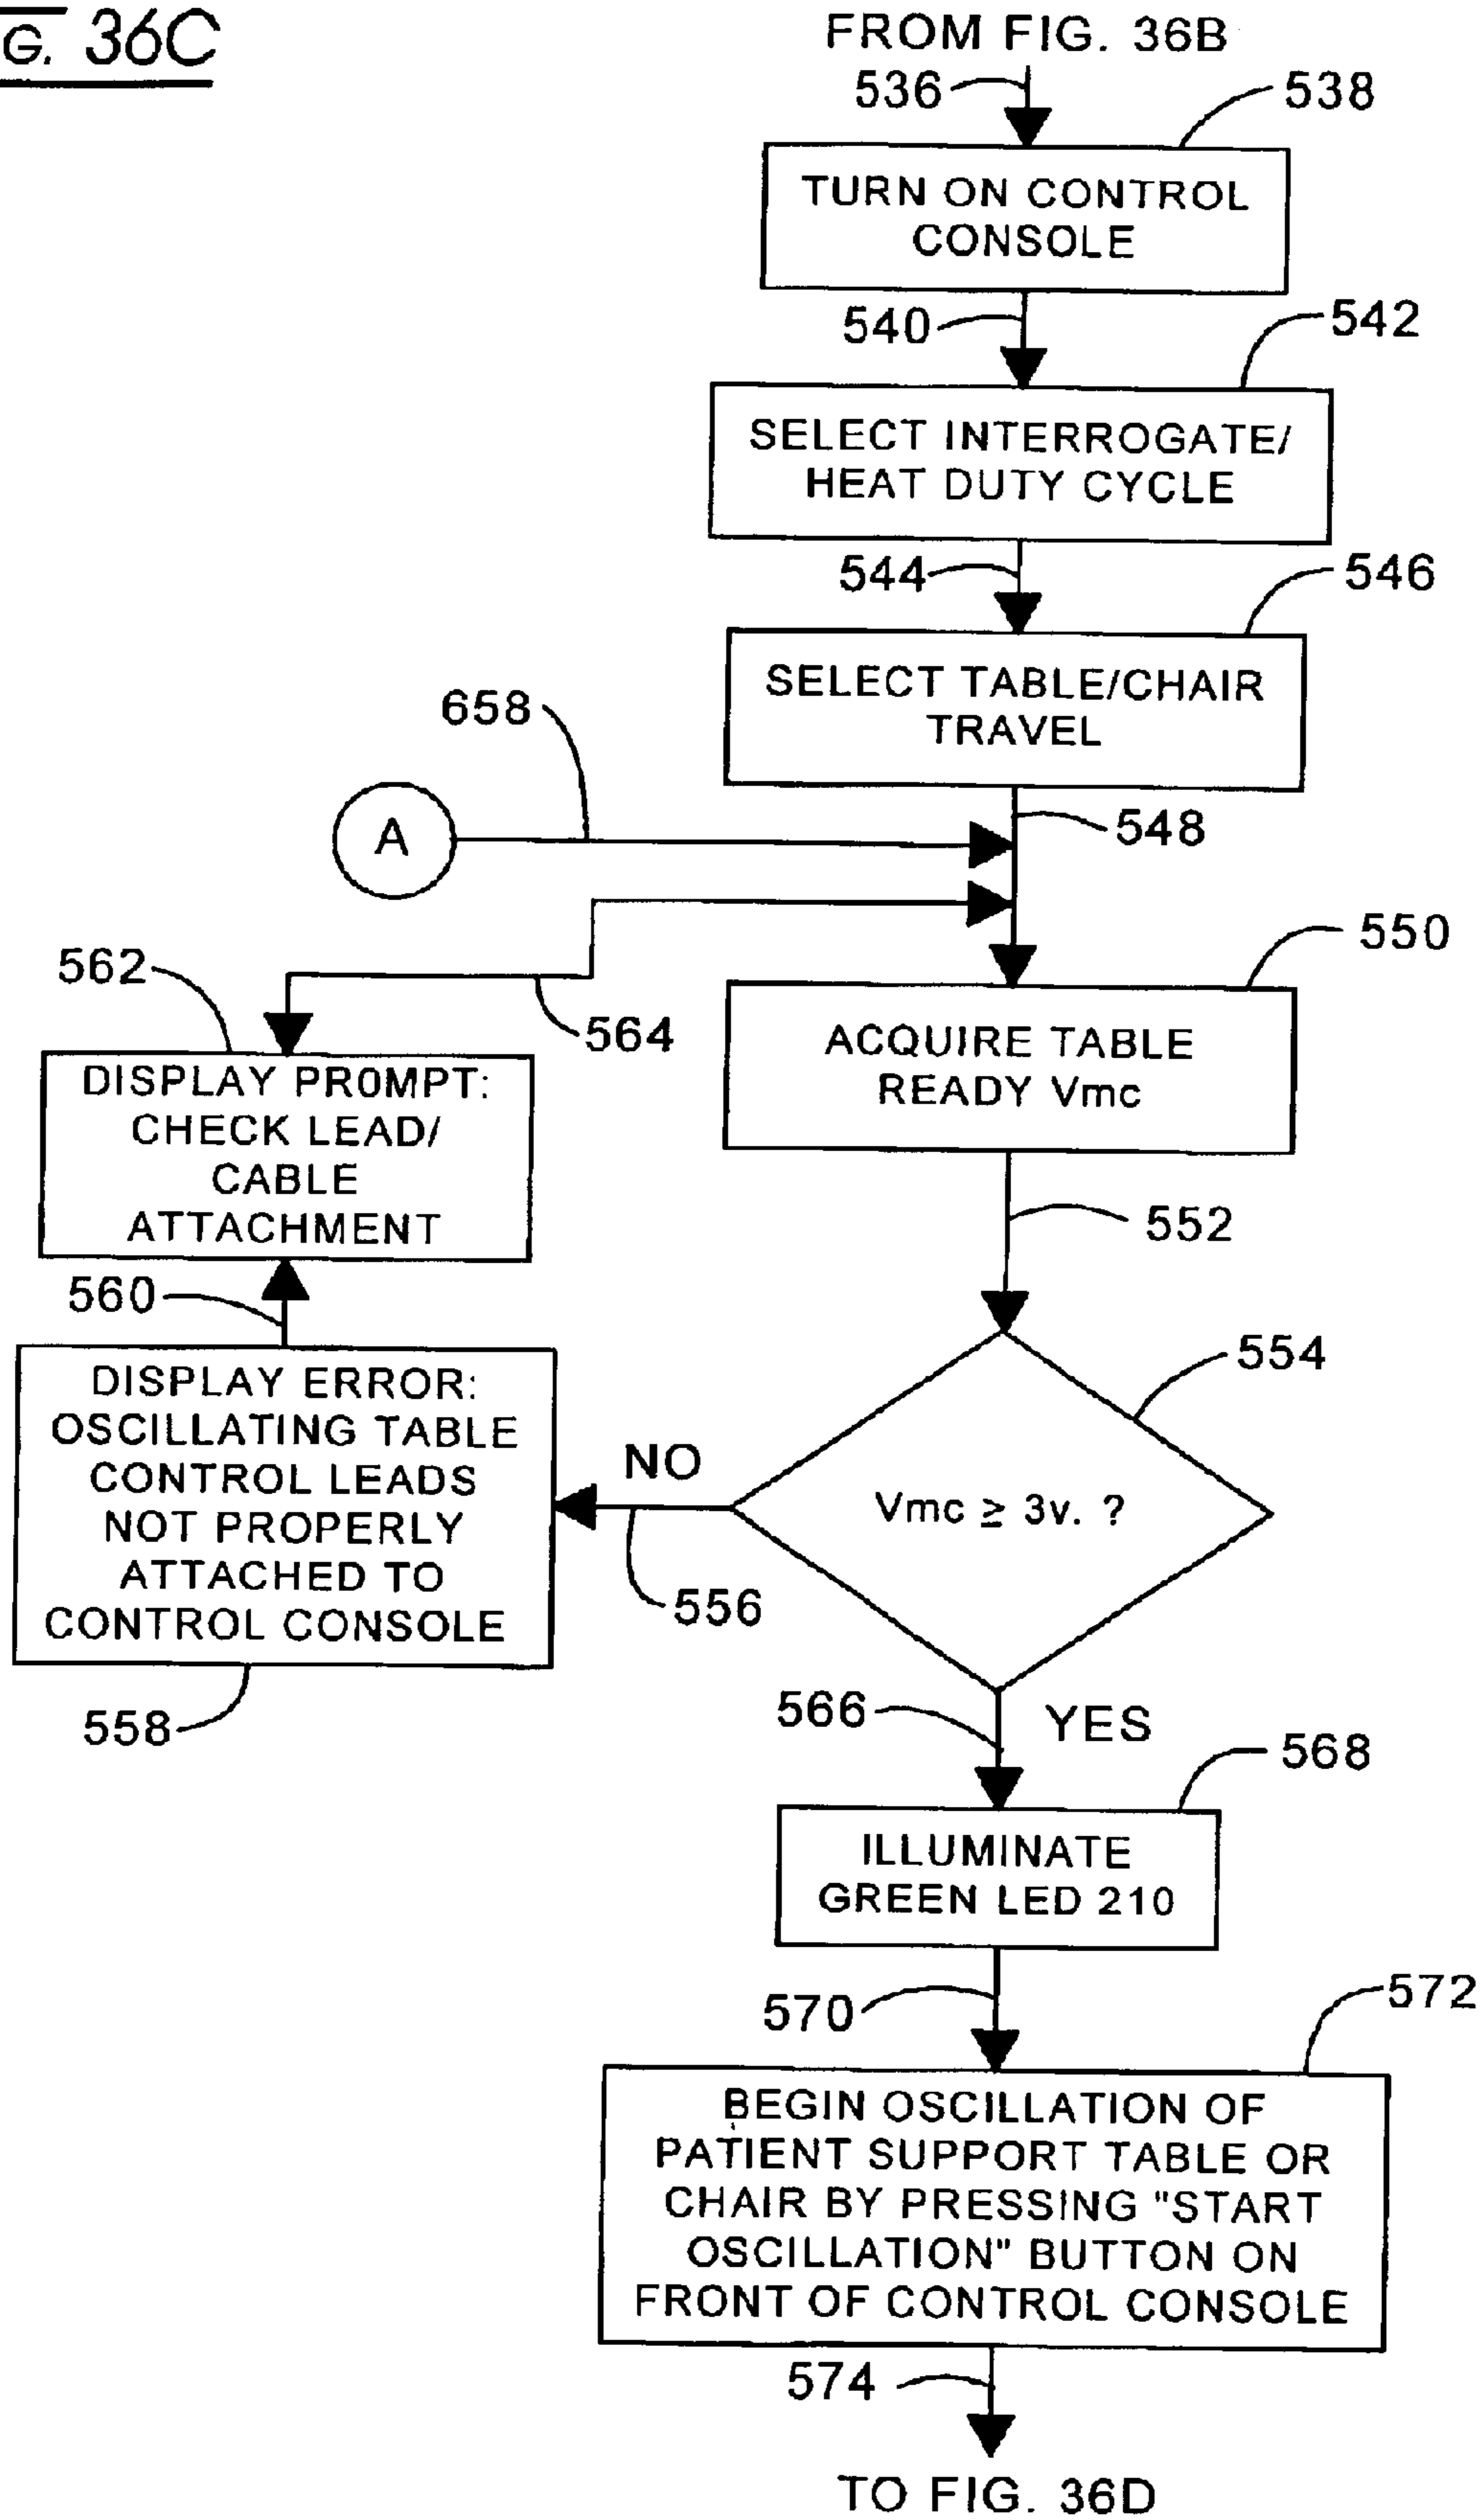 G. 36C
FROM FIG. 36B
536
538
TURN ON CONTROL
CONSOLE
540
542
SELECT INTERROGATE/
HEAT DUTY CYCLE
544
546
SELECT TABLE/CHAIR
TRAVEL
658
A
548
550
562
564
ACQUIRE TABLE
READY Vmc
DISPLAY PROMPT:
CHECK LEAD/
CABLE
ATTACHMENT
552
560
554
DISPLAY ERROR:
OSCILLATING TABLE
CONTROL LEADS
NOT PROPERLY
ATTACHED TO
CONTROL CONSOLE
NO
Vmc ≥ 3v. ?
556
558
566
YES
568
ILLUMINATE
GREEN LED 210
570
572
BEGIN OSCILLATION OF
PATIENT SUPPORT TABLE OR
CHAIR BY PRESSING "START
OSCILLATION" BUTTON ON
FRONT OF CONTROL CONSOLE
574
TO FIG. 36D